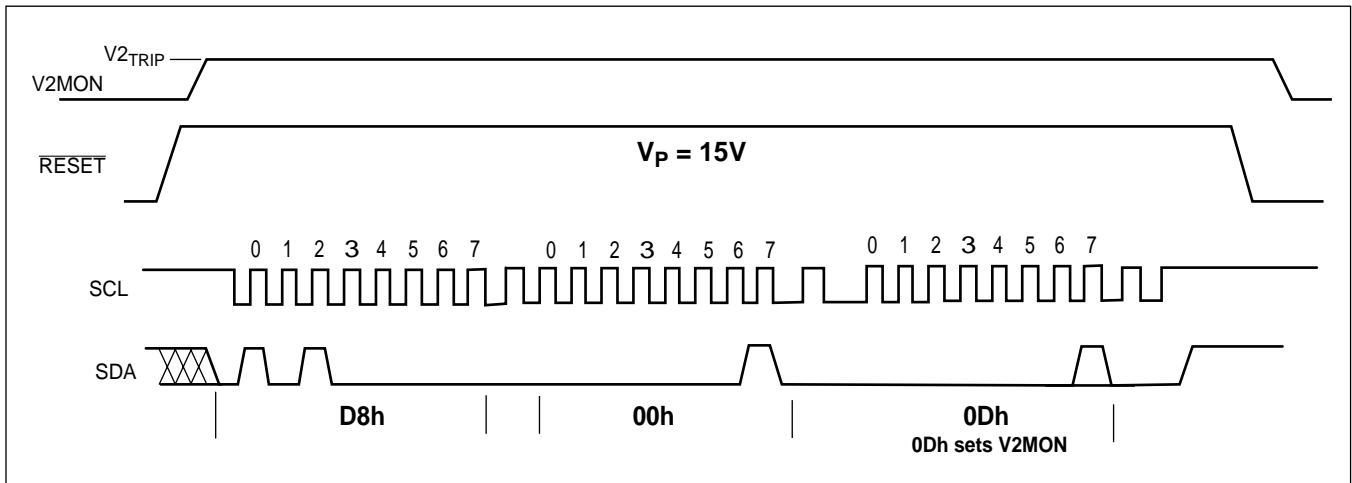 V2TRIP
V2MON
RESET
VP = 15V
0 1 2 3 4 5 6 7 0 1 2 3 4 5 6 7 0 1 2 3 4 5 6 7
SCL
SDA
D8h 00h 0Dh
0Dh sets V2MON